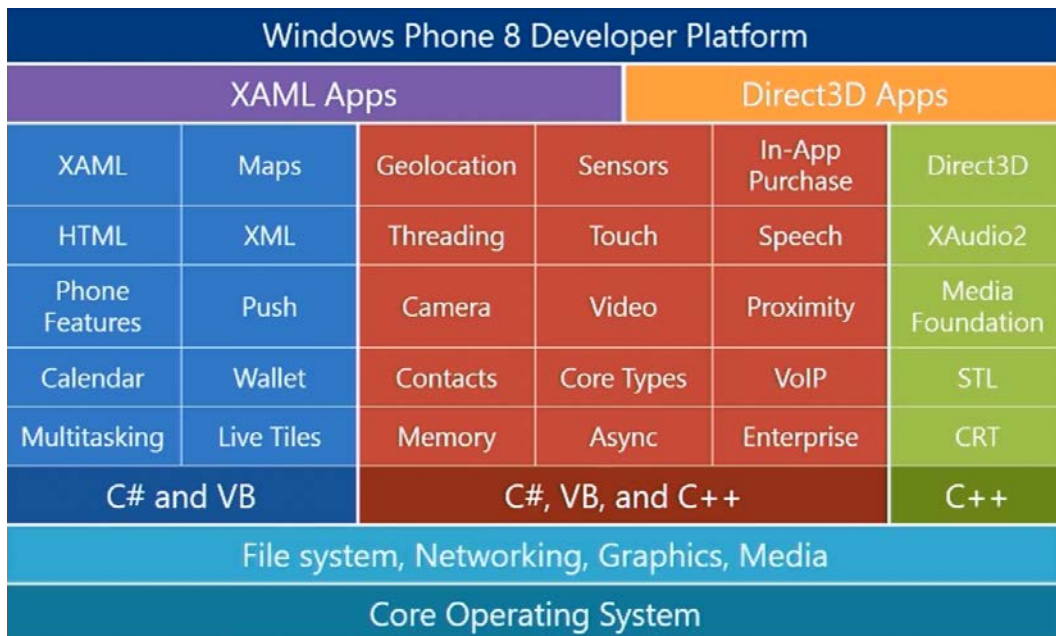 Windows Phone 8 Developer Platform
XAML Apps
Direct3D Apps
XAML
Maps
Geolocation
Sensors
In-App
Purchase
Direct3D
HTML
XML
Threading
Touch
Speech
XAudio2
Phone
Features
Push
Camera
Video
Proximity
Media
Foundation
Calendar
Wallet
Contacts
Core Types
VoIP
STL
Multitasking
Live Tiles
Memory
Async
Enterprise
CRT
C# and VB
C#, VB, and C++
C++
File system, Networking, Graphics, Media
Core Operating System